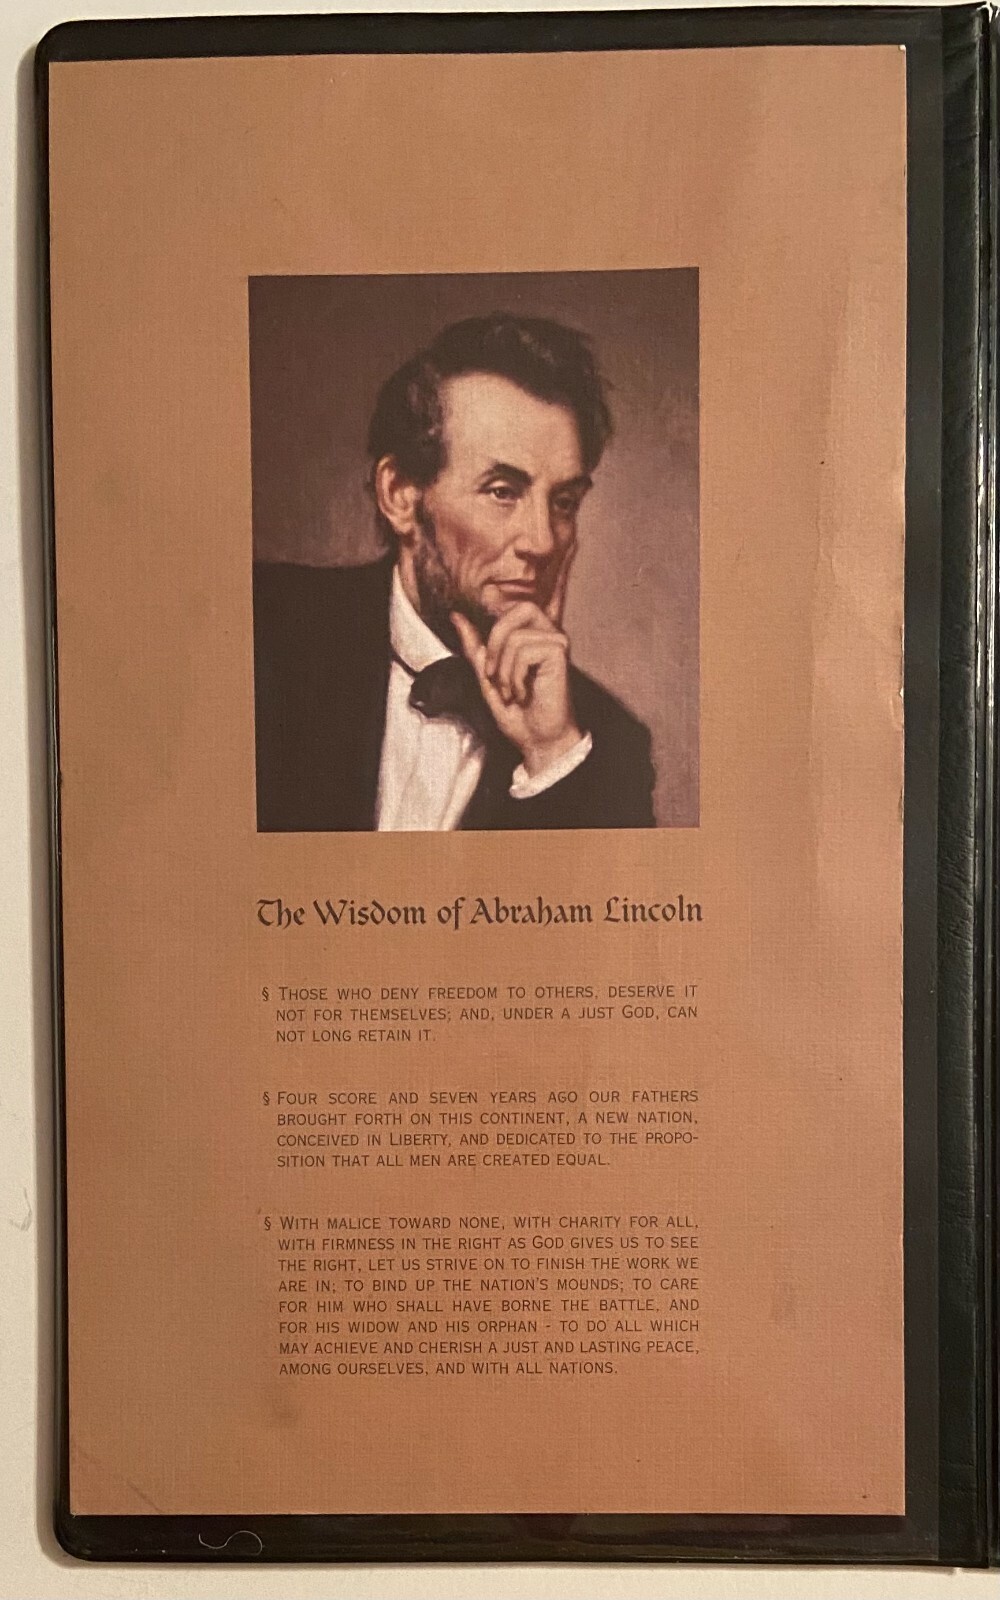 The Wisdom of Abraham Lincoln
§ THOSE WHO DENY FREEDOM TO OTHERS, DESERVE IT
NOT FOR THEMSELVES; AND, UNDER A JUST GOD, CAN
NOT LONG RETAIN IT.
§ FOUR SCORE AND SEVEN YEARS AGO OUR FATHERS
BROUGHT FORTH ON THIS CONTINENT, A NEW NATION,
CONCEIVED IN LIBERTY, AND DEDICATED TO THE PROPO-
SITION THAT ALL MEN ARE CREATED EQUAL.
§ WITH MALICE TOWARD NONE, WITH CHARITY FOR ALL,
WITH FIRMNESS IN THE RIGHT AS GOD GIVES US TO SEE
THE RIGHT, LET US STRIVE ON TO FINISH THE WORK WE
ARE IN; TO BIND UP THE NATION'S MOUNDS; TO CARE
FOR HIM WHO SHALL HAVE BORNE THE BATTLE, AND
FOR HIS WIDOW AND HIS ORPHAN - TO DO ALL WHICH
MAY ACHIEVE AND CHERISH A JUST AND LASTING PEACE,
AMONG OURSELVES, AND WITH ALL NATIONS.